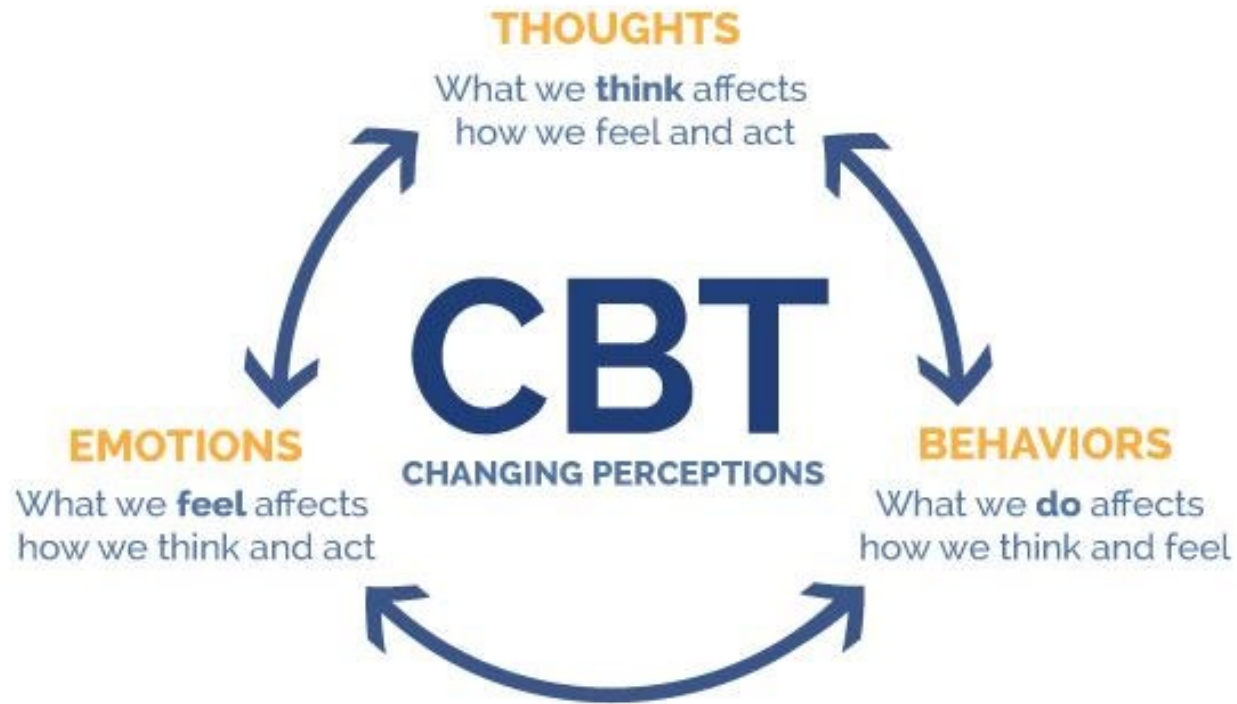 THOUGHTS
What we think affects
how we feel and act
CBT
CHANGING PERCEPTIONS
EMOTIONS
What we feel affects
how we think and act
BEHAVIORS
What we do affects
how we think and feel